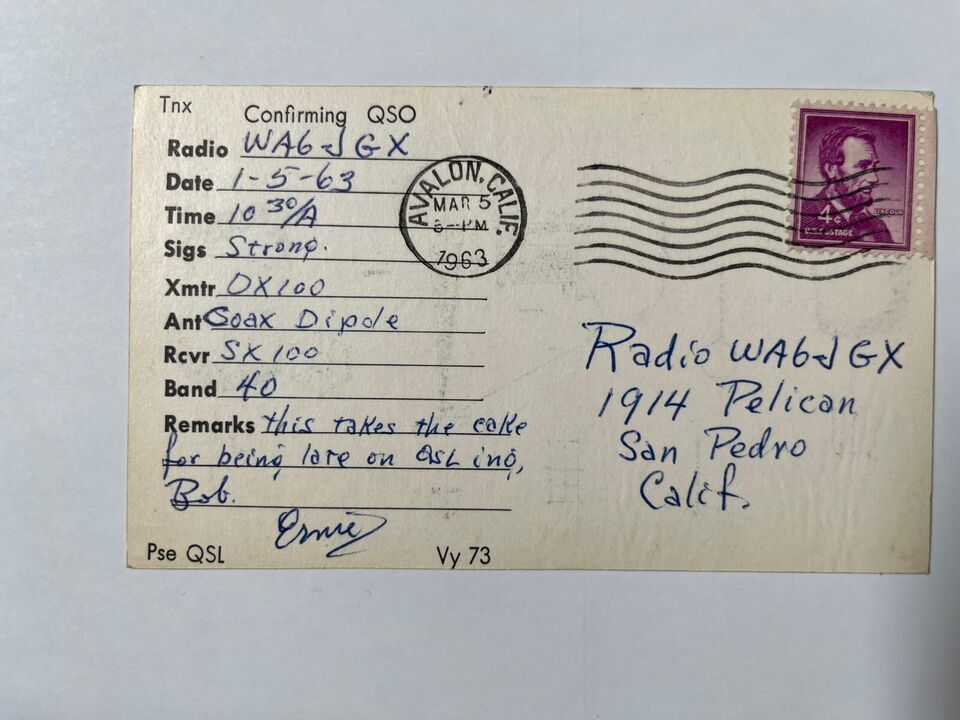 Tnx
Confirming QSO
Radio WA6JGX
Date 1-5-63
Time 10 30/A
Sigs Strong.
Xmtr DX100
Ant Coax Dipole
Rcvr SX100
Band 40
Remarks this takes the cake
for being late on QSL ing,
Bob.
Ernie
Pse QSL
Vy 73
AVALON, CALIF.
MAR 5
PM
1963
4¢
LINCOLN
U.S. POSTAGE
Radio WA6JGX
1914 Pelican
San Pedro
Calif.